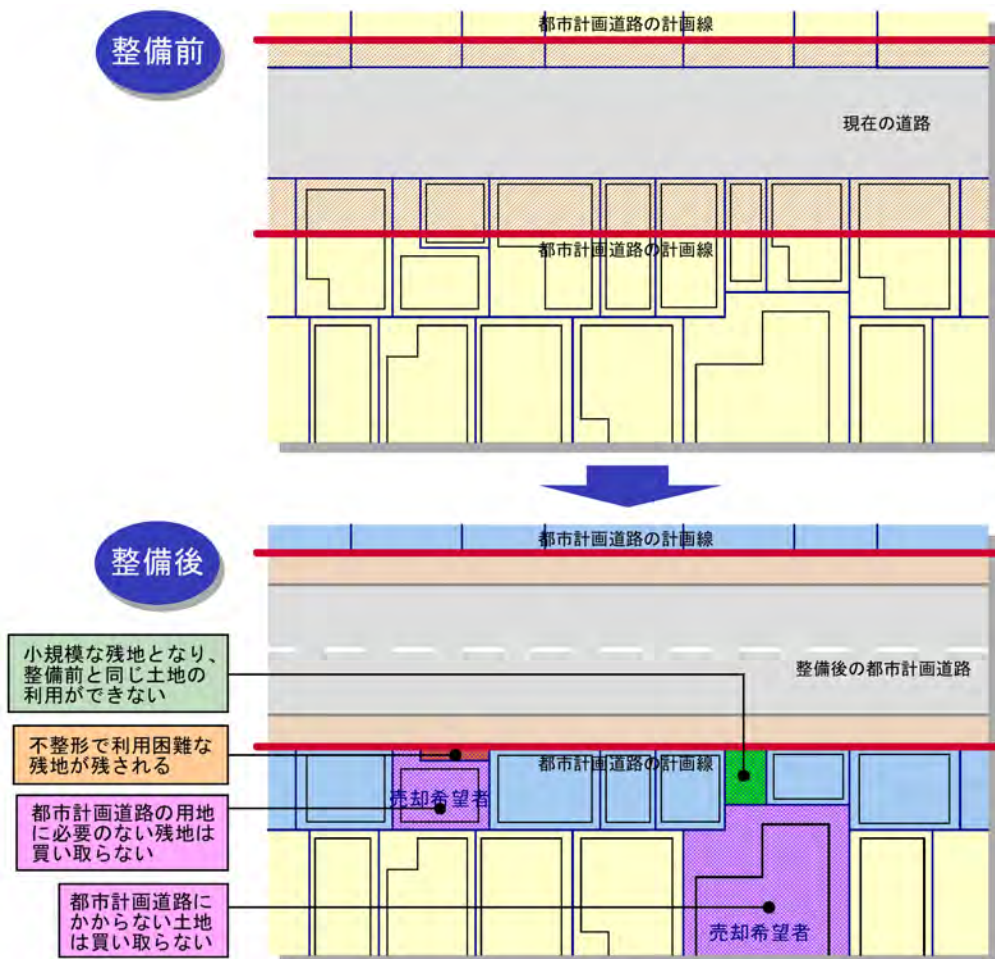 都市計画道路の計画線
整備前
現在の道路
都市計画道路の計画線
都市計画道路の計画線
整備後
小規模な残地となり、
整備前と同じ土地の
利用ができない
整備後の都市計画道路
不整形で利用困難な
残地が残される
都市計画道路の計画線
売却希望者
都市計画道路の用地
に必要のない残地は
買い取らない
都市計画道路に
かからない土地
は買い取らない
売却希望者